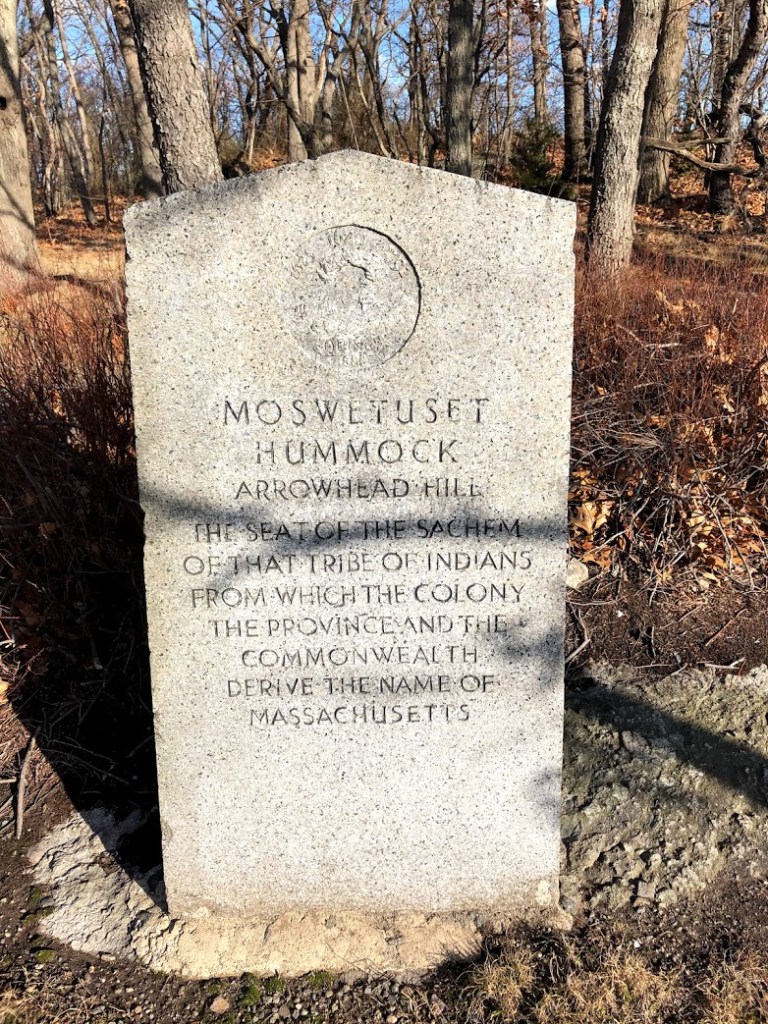 MOSWETUSET
HUMMOCK
ARROWHEAD HILL
THE SEAT OF THE SACHEM
OF THAT TRIBE OF INDIANS
FROM WHICH THE COLONY
THE PROVINCE AND THE
COMMONWEALTH
DERIVE THE NAME OF
MASSACHUSETTS